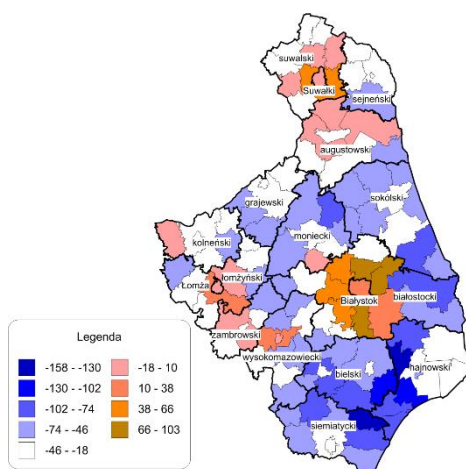 suwalski
Suwałki
sejneński
augustowski
grajewski
sokólski
kolneński
moniecki
łomżyński
Łomża
Białystok
białostocki
zambrowski
wysokomazowiecki
bielski
hajnowski
siemiatycki
Legenda
-158 - -130
-18 - 10
-130 - -102
10 - 38
-102 - -74
38 - 66
-74 - -46
66 - 103
-46 - -18